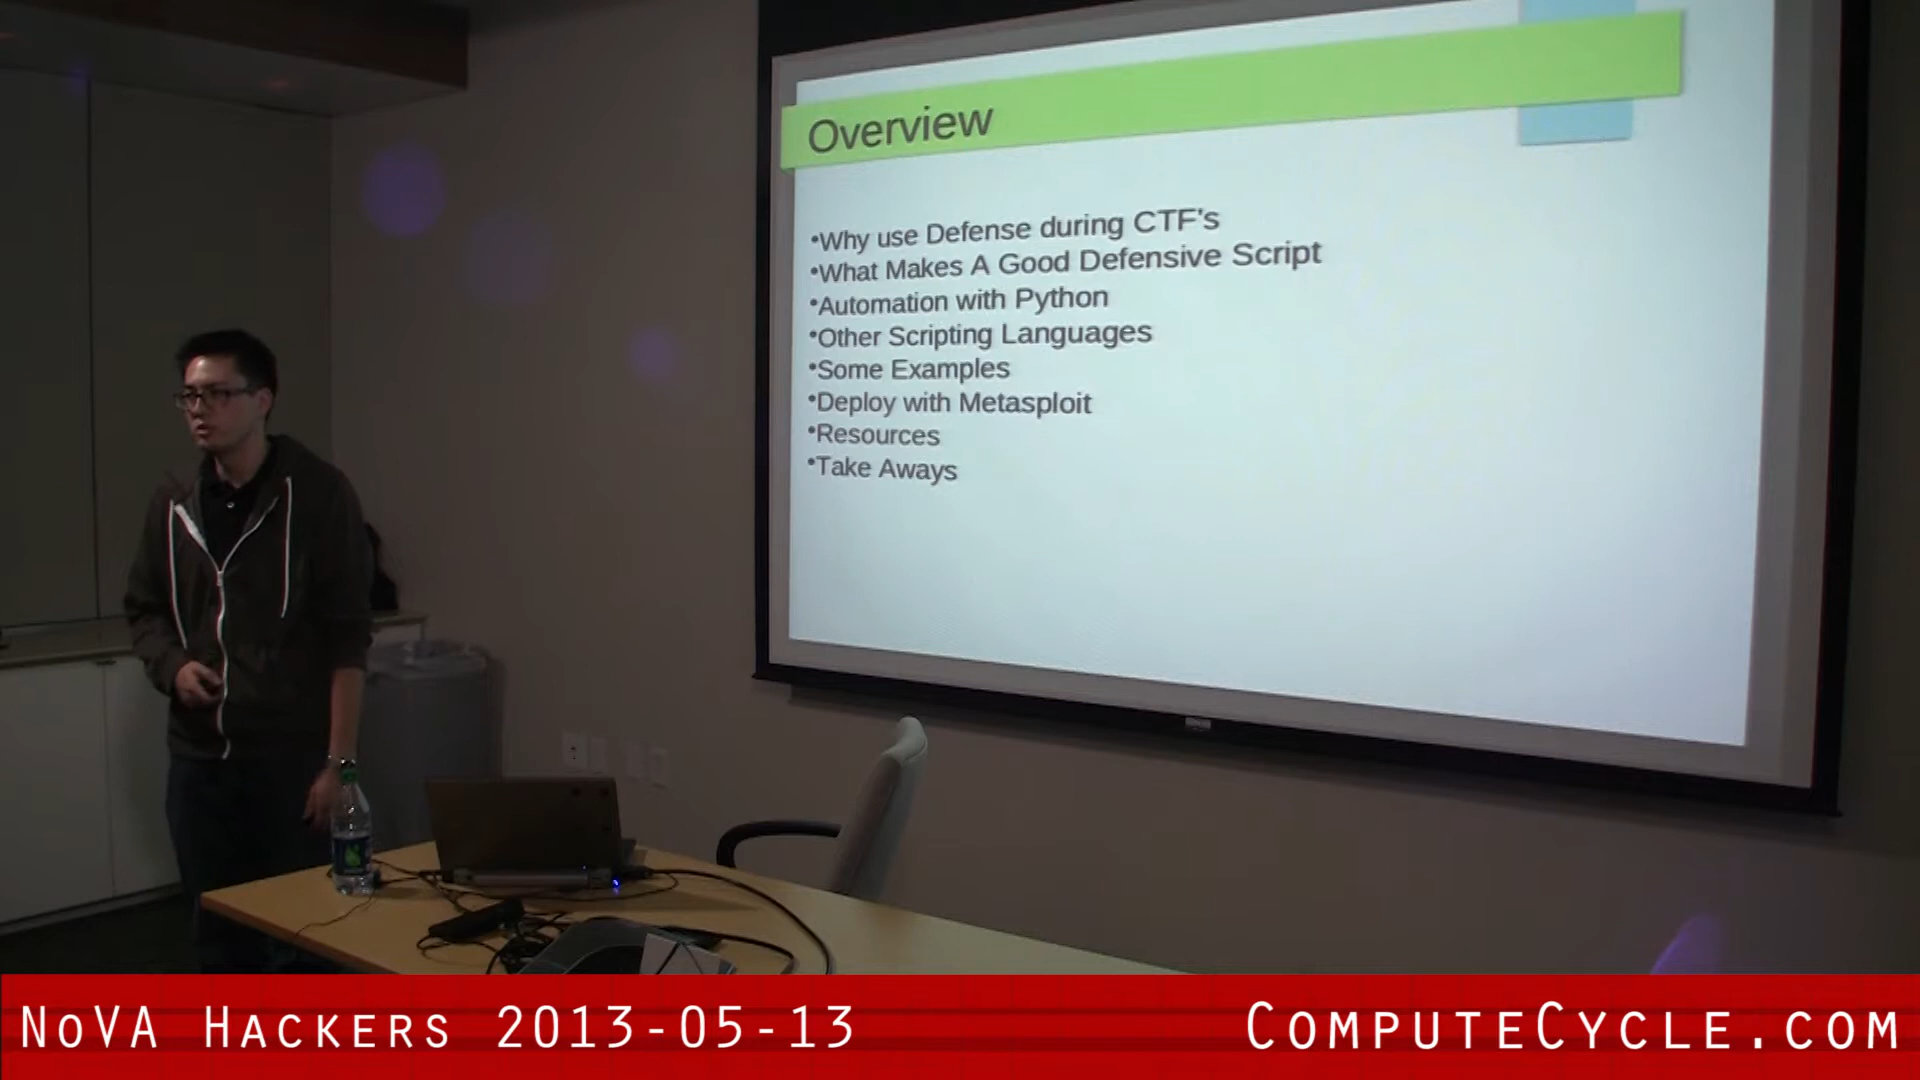 Overview
•Why use Defense during CTF's
•What Makes A Good Defensive Script
•Automation with Python
•Other Scripting Languages
•Some Examples
•Deploy with Metasploit
•Resources
•Take Aways
NoVA Hackers 2013-05-13
ComputeCycle.com